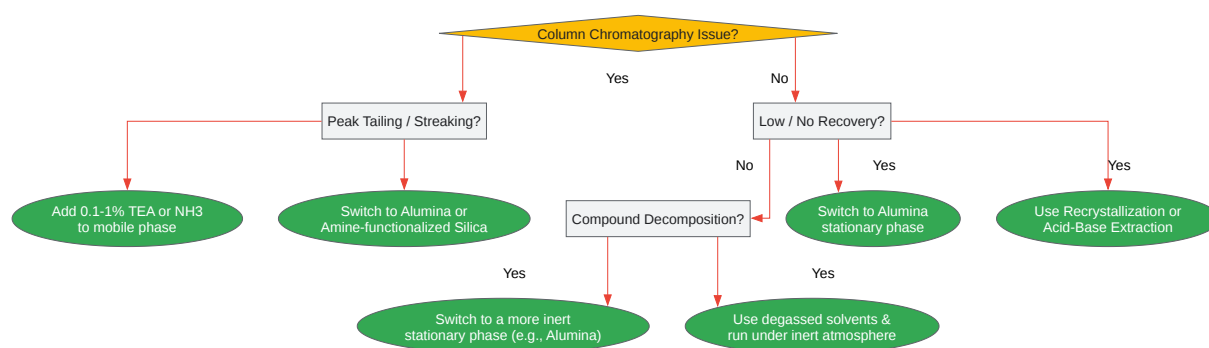 Column Chromatography Issue?
Yes
No
Peak Tailing / Streaking?
Low / No Recovery?
No
Yes
Yes
Add 0.1-1% TEA or NH3
to mobile phase
Switch to Alumina or
Amine-functionalized Silica
Compound Decomposition?
Switch to Alumina
stationary phase
Use Recrystallization or
Acid-Base Extraction
Yes
Yes
Switch to a more inert
stationary phase (e.g., Alumina)
Use degassed solvents &
run under inert atmosphere